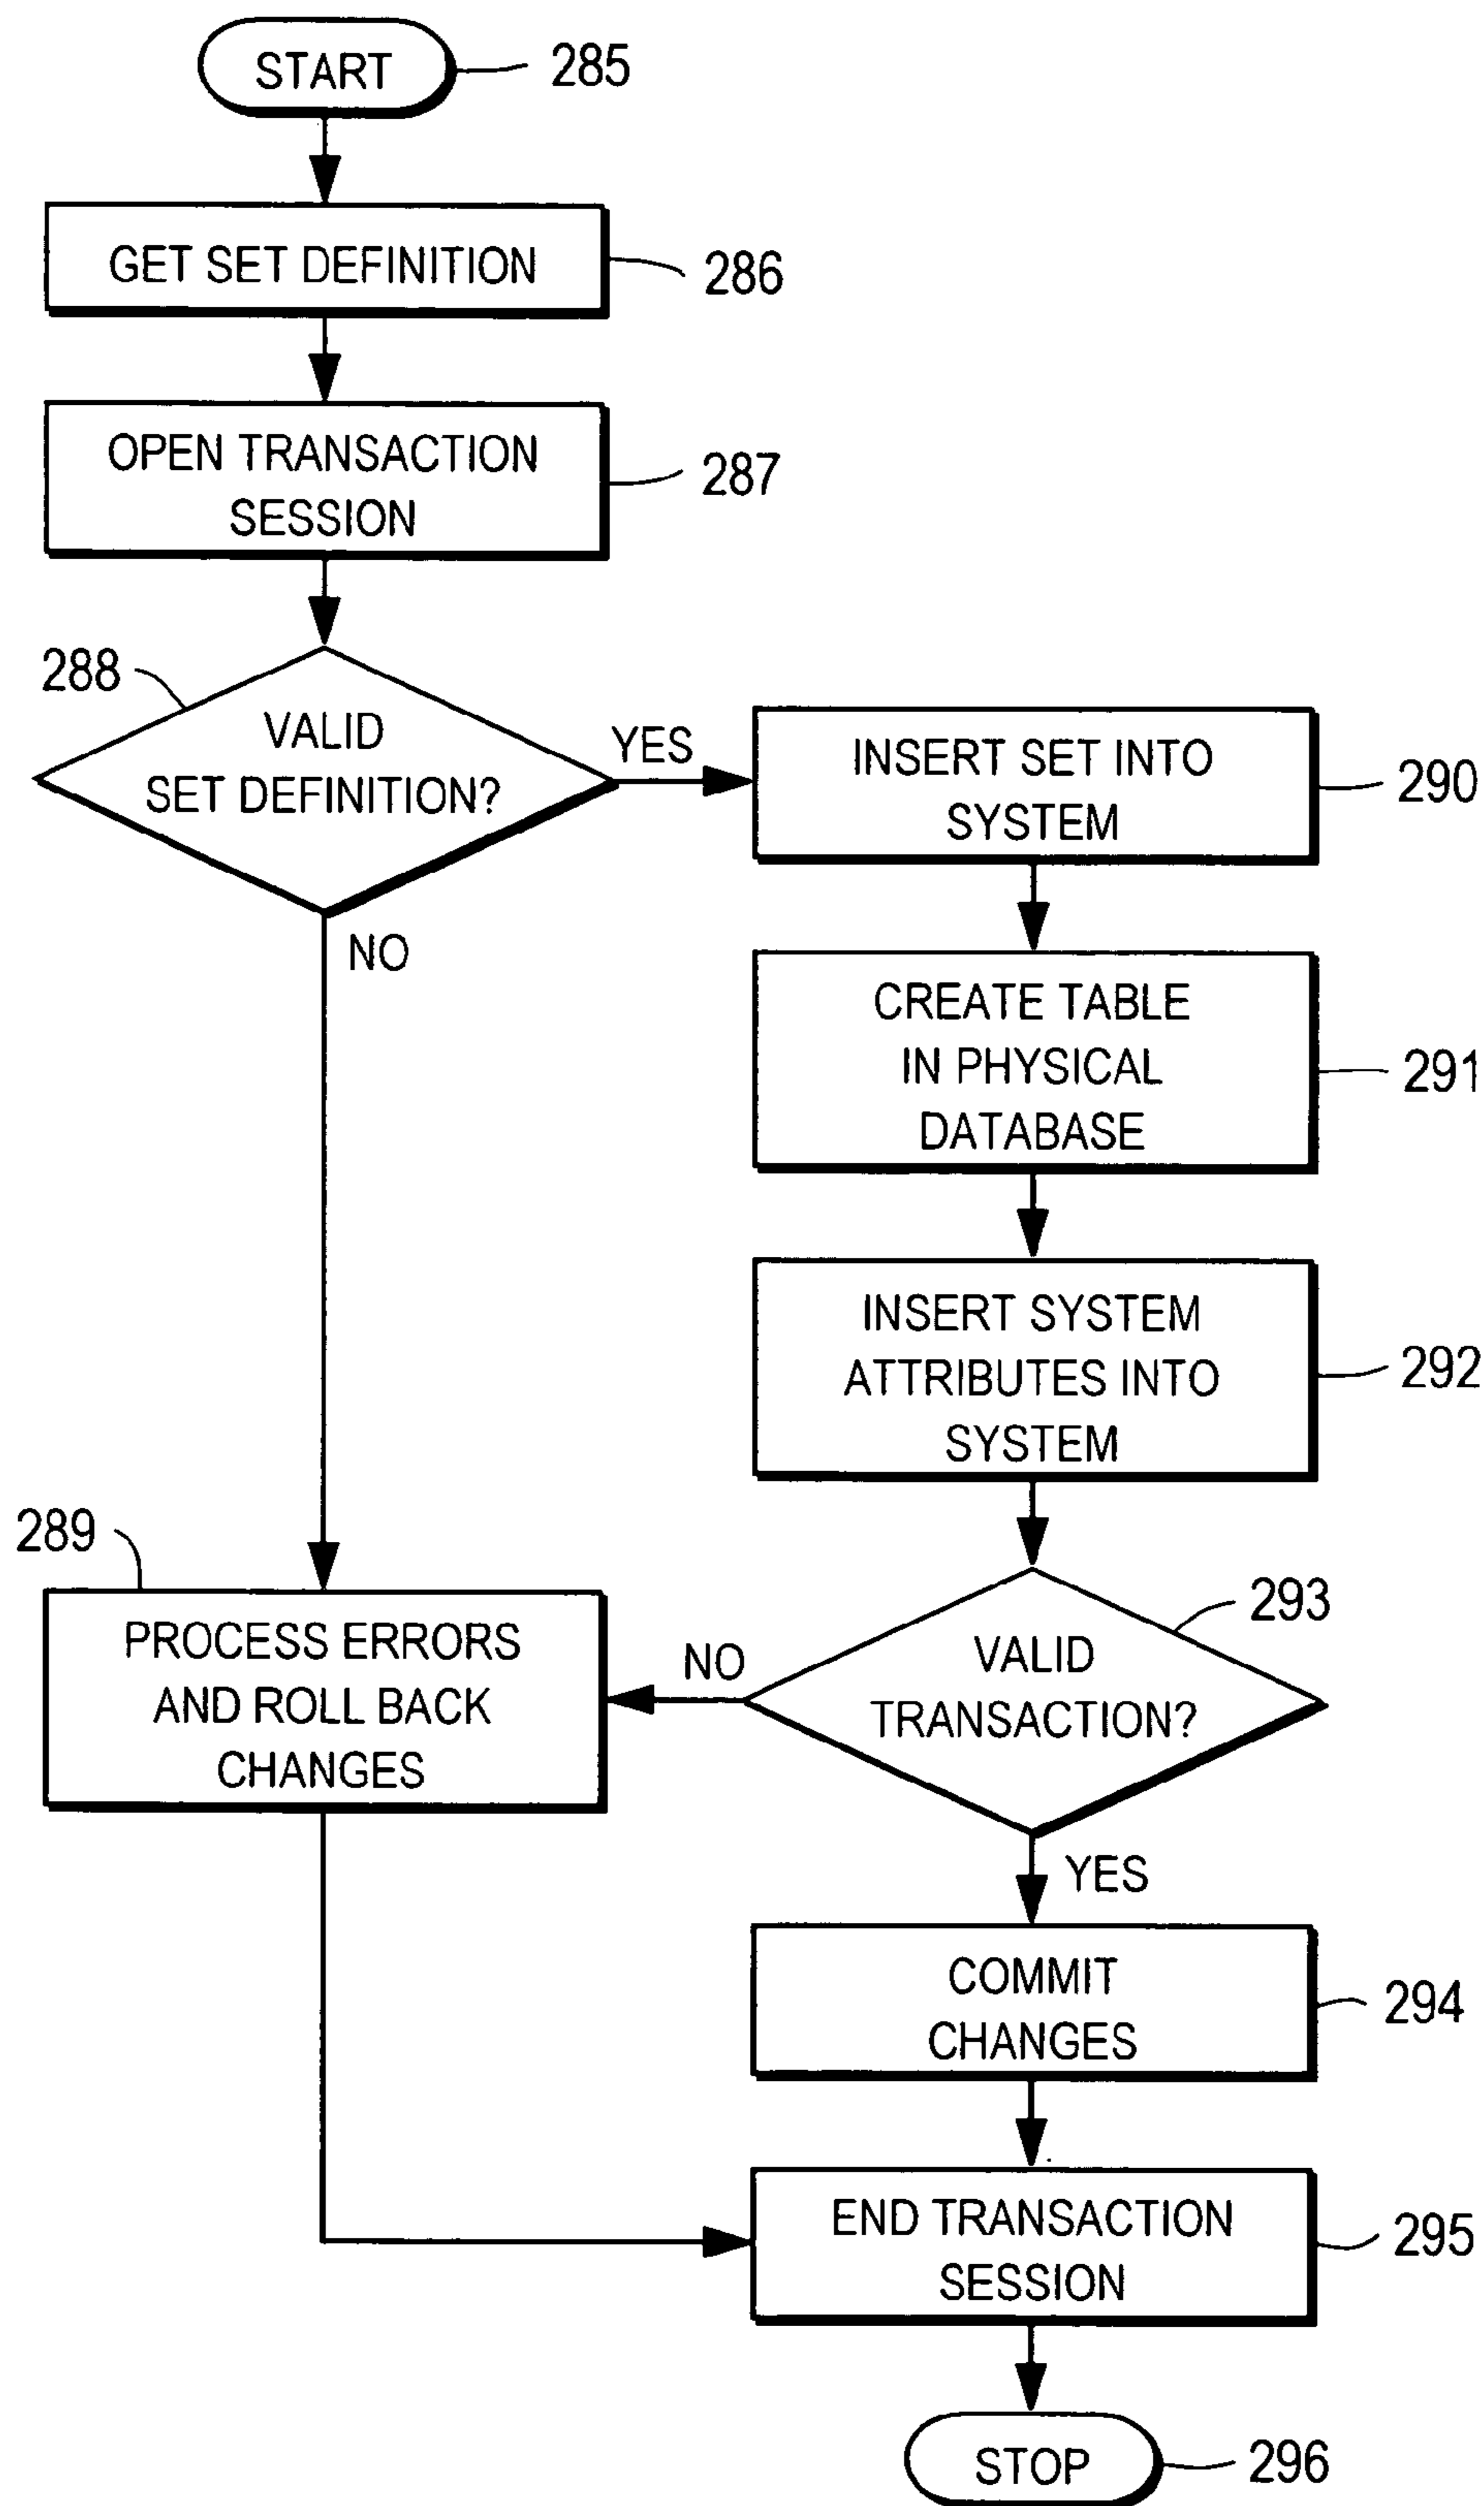 START
285
GET SET DEFINITION
286
OPEN TRANSACTION
SESSION
287
288
VALID
SET DEFINITION?
YES
NO
INSERT SET INTO
SYSTEM
290
CREATE TABLE
IN PHYSICAL
DATABASE
291
INSERT SYSTEM
ATTRIBUTES INTO
SYSTEM
292
289
PROCESS ERRORS
AND ROLL BACK
CHANGES
NO
293
VALID
TRANSACTION?
YES
COMMIT
CHANGES
294
END TRANSACTION
SESSION
295
STOP
296